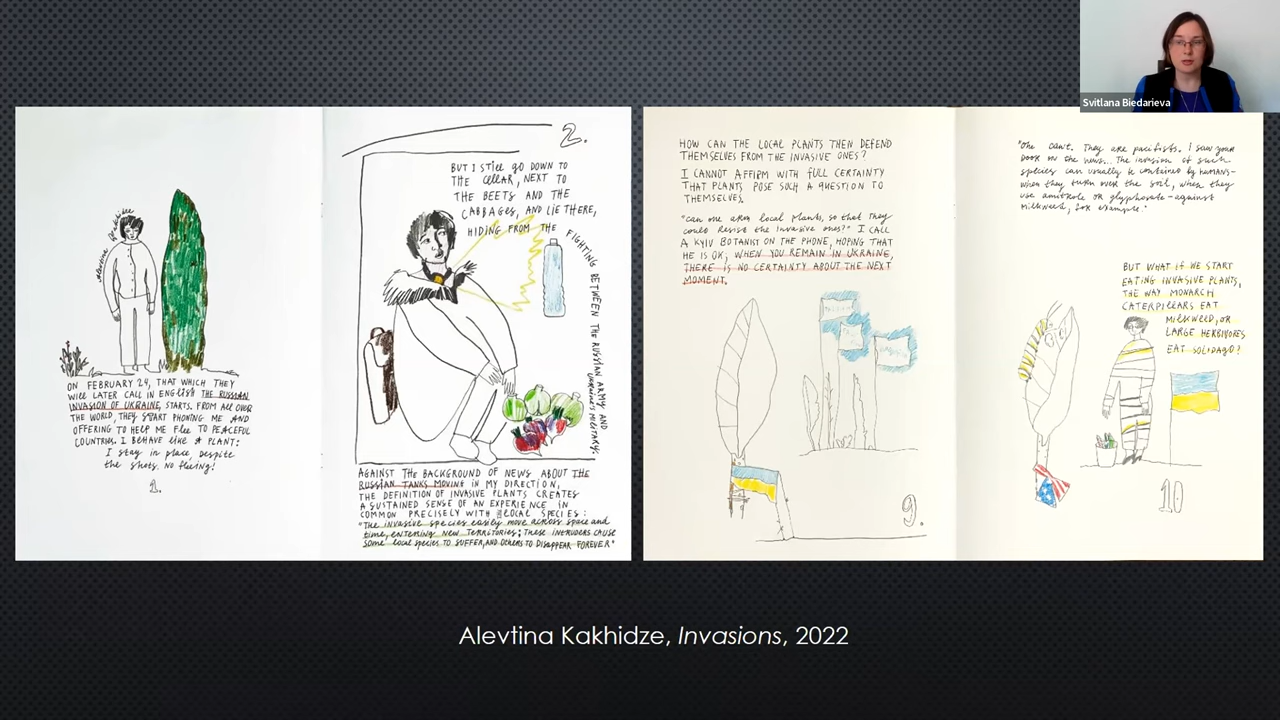 Svitlana Biedarieva
alevtina kakhidze
ON FEBRUARY 24, THAT WHICH THEY
WILL LATER CALL IN ENGLISH THE RUSSIAN
INVASION OF UKRAINE, STARTS. FROM ALL OVER
THE WORLD, THEY START PHONING ME AND
OFFERING TO HELP ME FLEE TO PEACEFUL
COUNTRIES. I BEHAVE LIKE A PLANT:
I stay in place despite
the shots. No fleeing!
1.
2.
BUT I still go DOWN TO
THE CELLAR, NEXT TO
THE BEETS AND THE
CABBAGES, AND LIE THERE,
HIDING FROM THE FIGHTING BETWEEN THE RUSSIAN ARMY AND
UKRAINE'S MILITARY.
AGAINST THE BACKGROUND OF NEWS ABOUT THE
RUSSIAN TANKS MOVING IN MY DIRECTION,
THE DEFINITION OF INVASIVE PLANTS CREATES
A SUSTAINED SENSE OF AN EXPERIENCE IN
COMMON PRECISELY WITH THE LOCAL SPECIES:
"The invasive species easily move across space and
time, entering new territories; These intruders cause
some local species to suffer, and others to disappear forever"
HOW CAN THE LOCAL PLANTS THEN DEFEND
THEMSELVES FROM THE INVASIVE ONES?
I CANNOT AFFIRM WITH FULL CERTAINTY
THAT PLANTS POSE SUCH A QUESTION TO
THEMSELVES.
"can one arm local plants, so that they
could resist the invasive ones?" I CALL
A KYIV BOTANIST ON THE PHONE, HOPING THAT
HE IS OK, WHEN YOU REMAIN IN UKRAINE,
THERE IS NO CERTAINTY ABOUT THE NEXT
MOMENT.
9.
"One can't. They are pacifists. I saw your
book on the news... The invasion of such
species can usually be contained by humans -
when they turn over the soil, when they
use amitrole or glyphosate - against
milkweed, for example."
BUT WHAT IF WE START
EATING INVASIVE PLANTS,
THE WAY MONARCH
CATERPILLARS EAT
MILKWEED, OR
LARGE HERBIVORES
EAT SOLIDAGO?
10
Alevtina Kakhidze, Invasions, 2022